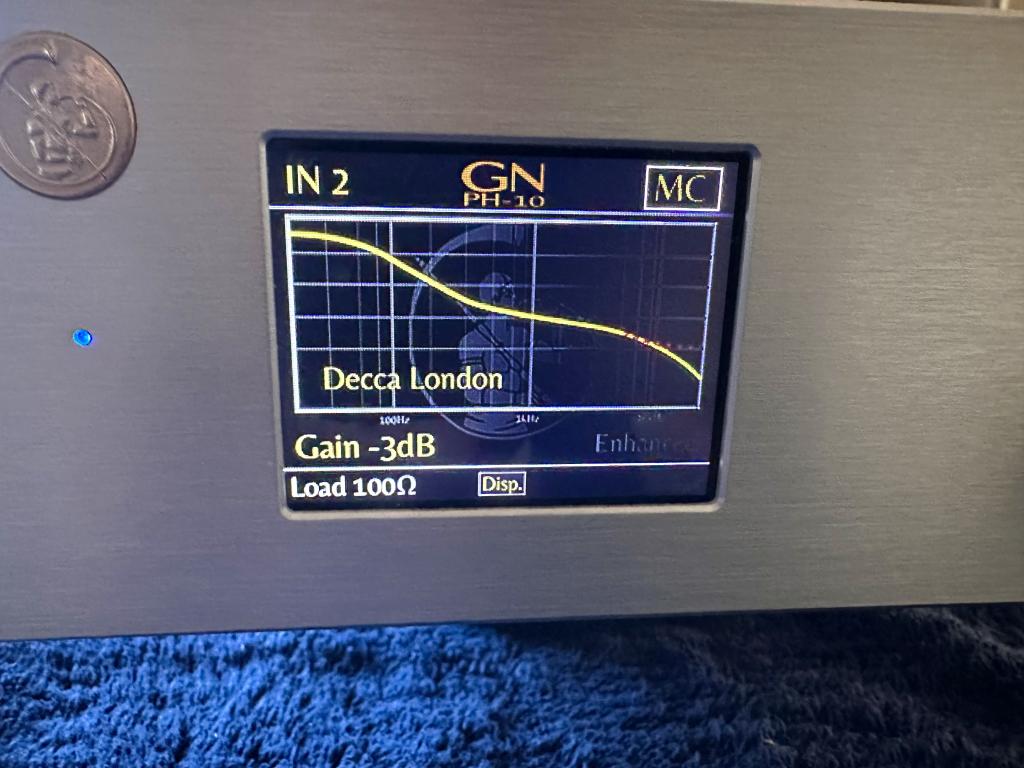 IN 2
GN
PH-10
MC
Decca London
100Hz
1kHz
Gain -3dB
Load 100Ω
Disp.